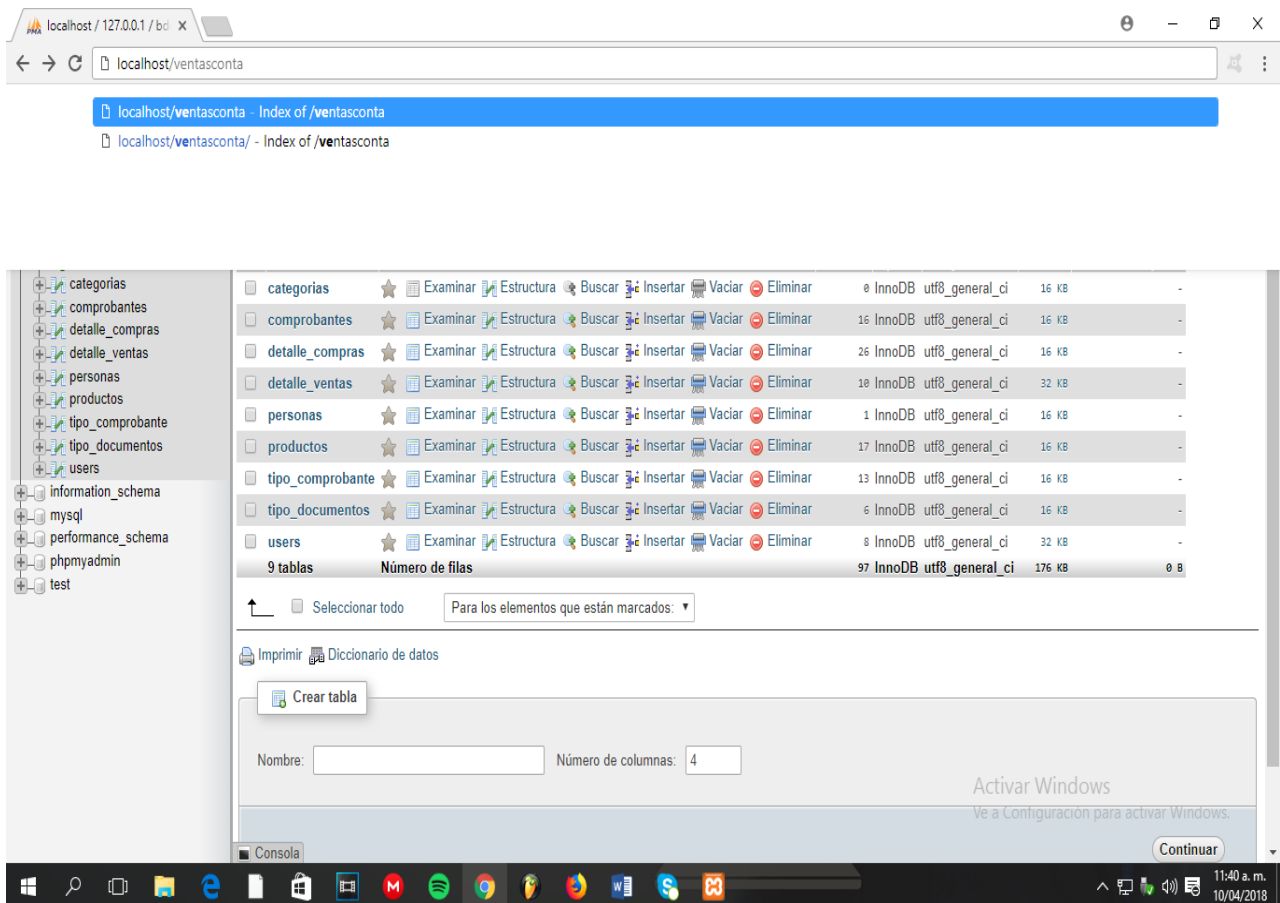 localhost / 127.0.0.1 / bd
localhost/ventasconta
localhost/ventasconta - Index of /ventasconta
localhost/ventasconta/ - Index of /ventasconta
categorias
comprobantes
detalle_compras
detalle_ventas
personas
productos
tipo_comprobante
tipo_documentos
users
information_schema
mysql
performance_schema
phpmyadmin
test
categorias Examinar Estructura Buscar Insertar Vaciar Eliminar 0 InnoDB utf8_general_ci 16 KB -
comprobantes Examinar Estructura Buscar Insertar Vaciar Eliminar 16 InnoDB utf8_general_ci 16 KB -
detalle_compras Examinar Estructura Buscar Insertar Vaciar Eliminar 26 InnoDB utf8_general_ci 16 KB -
detalle_ventas Examinar Estructura Buscar Insertar Vaciar Eliminar 10 InnoDB utf8_general_ci 32 KB -
personas Examinar Estructura Buscar Insertar Vaciar Eliminar 1 InnoDB utf8_general_ci 16 KB -
productos Examinar Estructura Buscar Insertar Vaciar Eliminar 17 InnoDB utf8_general_ci 16 KB -
tipo_comprobante Examinar Estructura Buscar Insertar Vaciar Eliminar 13 InnoDB utf8_general_ci 16 KB -
tipo_documentos Examinar Estructura Buscar Insertar Vaciar Eliminar 6 InnoDB utf8_general_ci 16 KB -
users Examinar Estructura Buscar Insertar Vaciar Eliminar 8 InnoDB utf8_general_ci 32 KB -
9 tablas Número de filas 97 InnoDB utf8_general_ci 176 KB 0 B
Seleccionar todo Para los elementos que están marcados:
Imprimir Diccionario de datos
Crear tabla
Nombre: Número de columnas: 4
Activar Windows
Ve a Configuración para activar Windows.
Continuar
Consola
11:40 a. m.
10/04/2018